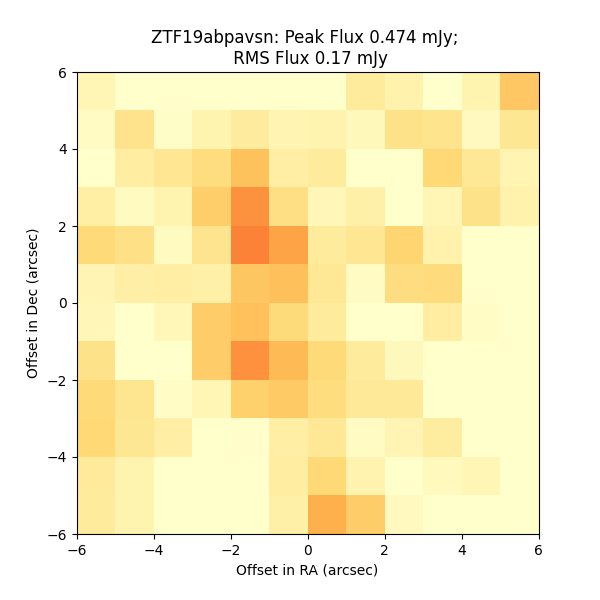 ZTF19abpavsn: Peak Flux 0.474 mJy;
RMS Flux 0.17 mJy
6
4
2
0
−2
−4
−6
Offset in Dec (arcsec)
−6 −4 −2 0 2 4 6
Offset in RA (arcsec)